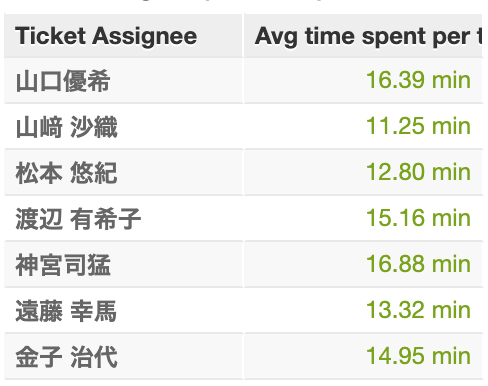 Ticket Assignee Avg time spent per t
山口優希 16.39 min
山﨑 沙織 11.25 min
松本 悠紀 12.80 min
渡辺 有希子 15.16 min
神宮司猛 16.88 min
遠藤 幸馬 13.32 min
金子 治代 14.95 min